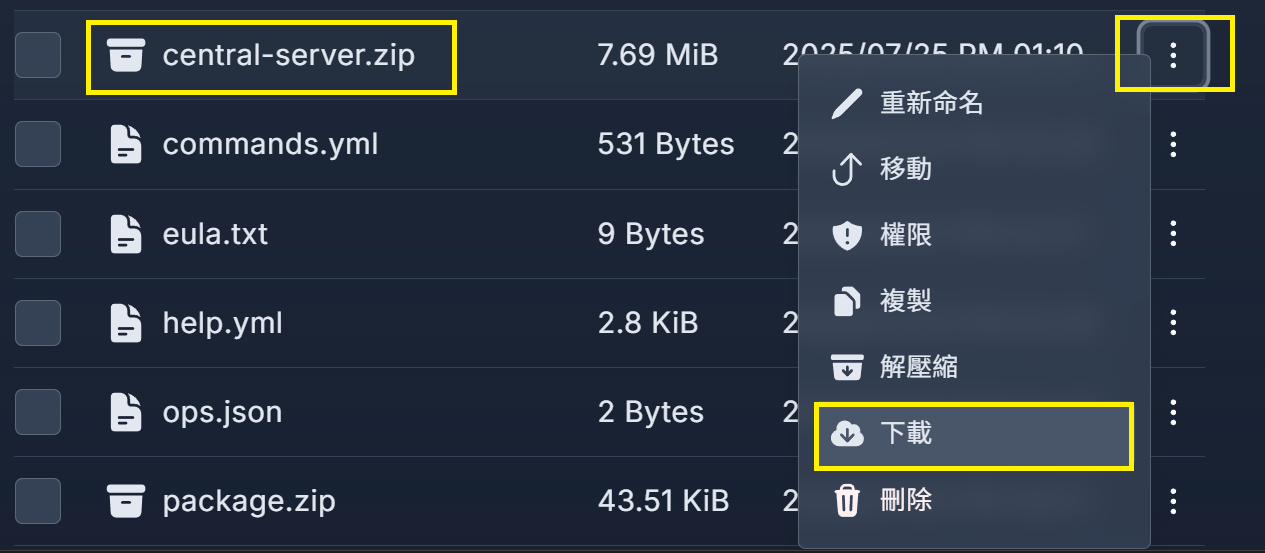 central-server.zip 7.69 MiB 2025/07/25 PM 01:10
重新命名
commands.yml 531 Bytes 2
移動
eula.txt 9 Bytes 2
權限
help.yml 2.8 KiB 2
複製
解壓縮
ops.json 2 Bytes 2
下載
package.zip 43.51 KiB 2
刪除